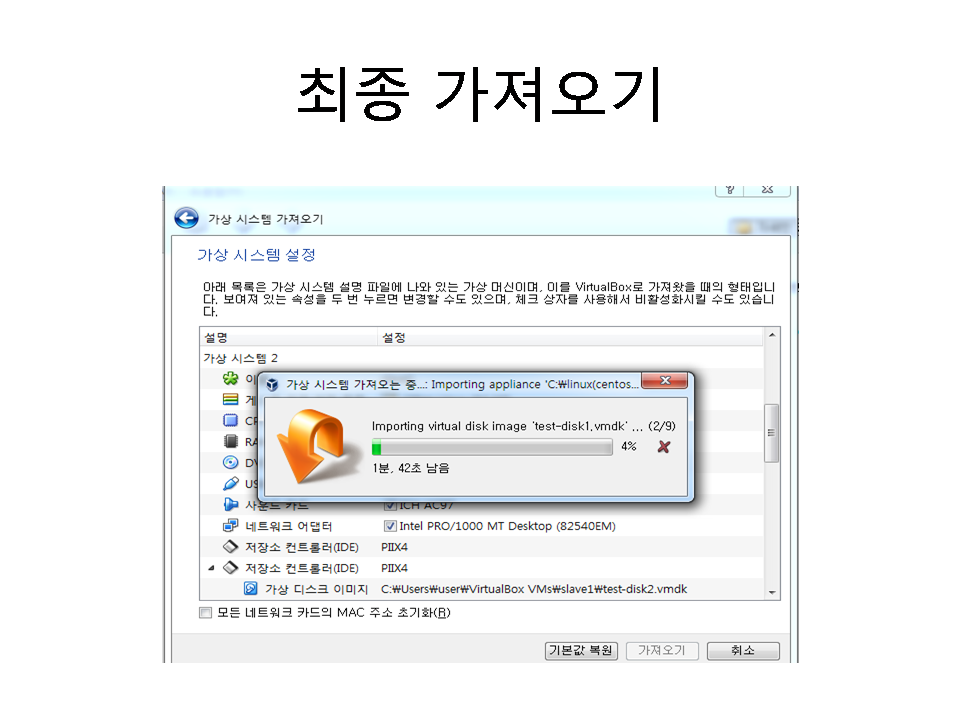 최종 가져오기
가상 시스템 가져오기
가상 시스템 설정
아래 목록은 가상 시스템 설명 파일에 나와 있는 가상 머신이며, 이를 VirtualBox로 가져왔을 때의 형태입니
다. 보여져 있는 속성을 두 번 누르면 변경할 수도 있으며, 체크 상자를 사용해서 비활성화시킬 수도 있습니
다.
설명 설정
가상 시스템 2
가상 시스템 가져오는 중...: Importing appliance 'C:₩linux(centos...
Importing virtual disk image 'test-disk1.vmdk' ... (2/9)
4%
1분, 42초 남음
사운드 카드 ICH AC97
네트워크 어댑터 Intel PRO/1000 MT Desktop (82540EM)
저장소 컨트롤러(IDE) PIIX4
저장소 컨트롤러(IDE) PIIX4
가상 디스크 이미지 C:₩Users₩user₩VirtualBox VMs₩slave1₩test-disk2.vmdk
모든 네트워크 카드의 MAC 주소 초기화(R)
기본값 복원 가져오기 취소